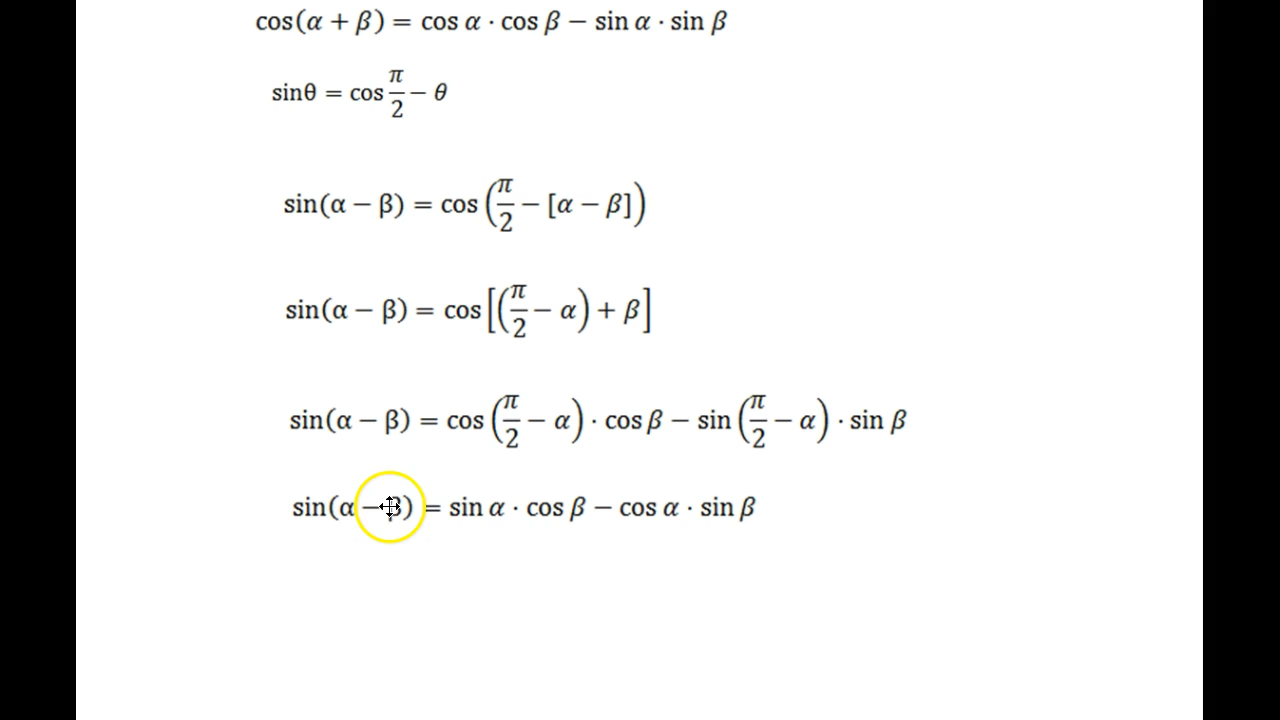 cos(α + β) = cos α · cos β − sin α · sin β
sinθ = cos π/2 − θ
sin(α − β) = cos (π/2 − [α − β])
sin(α − β) = cos [(π/2 − α) + β]
sin(α − β) = cos (π/2 − α) · cos β − sin (π/2 − α) · sin β
sin(α − β) = sin α · cos β − cos α · sin β